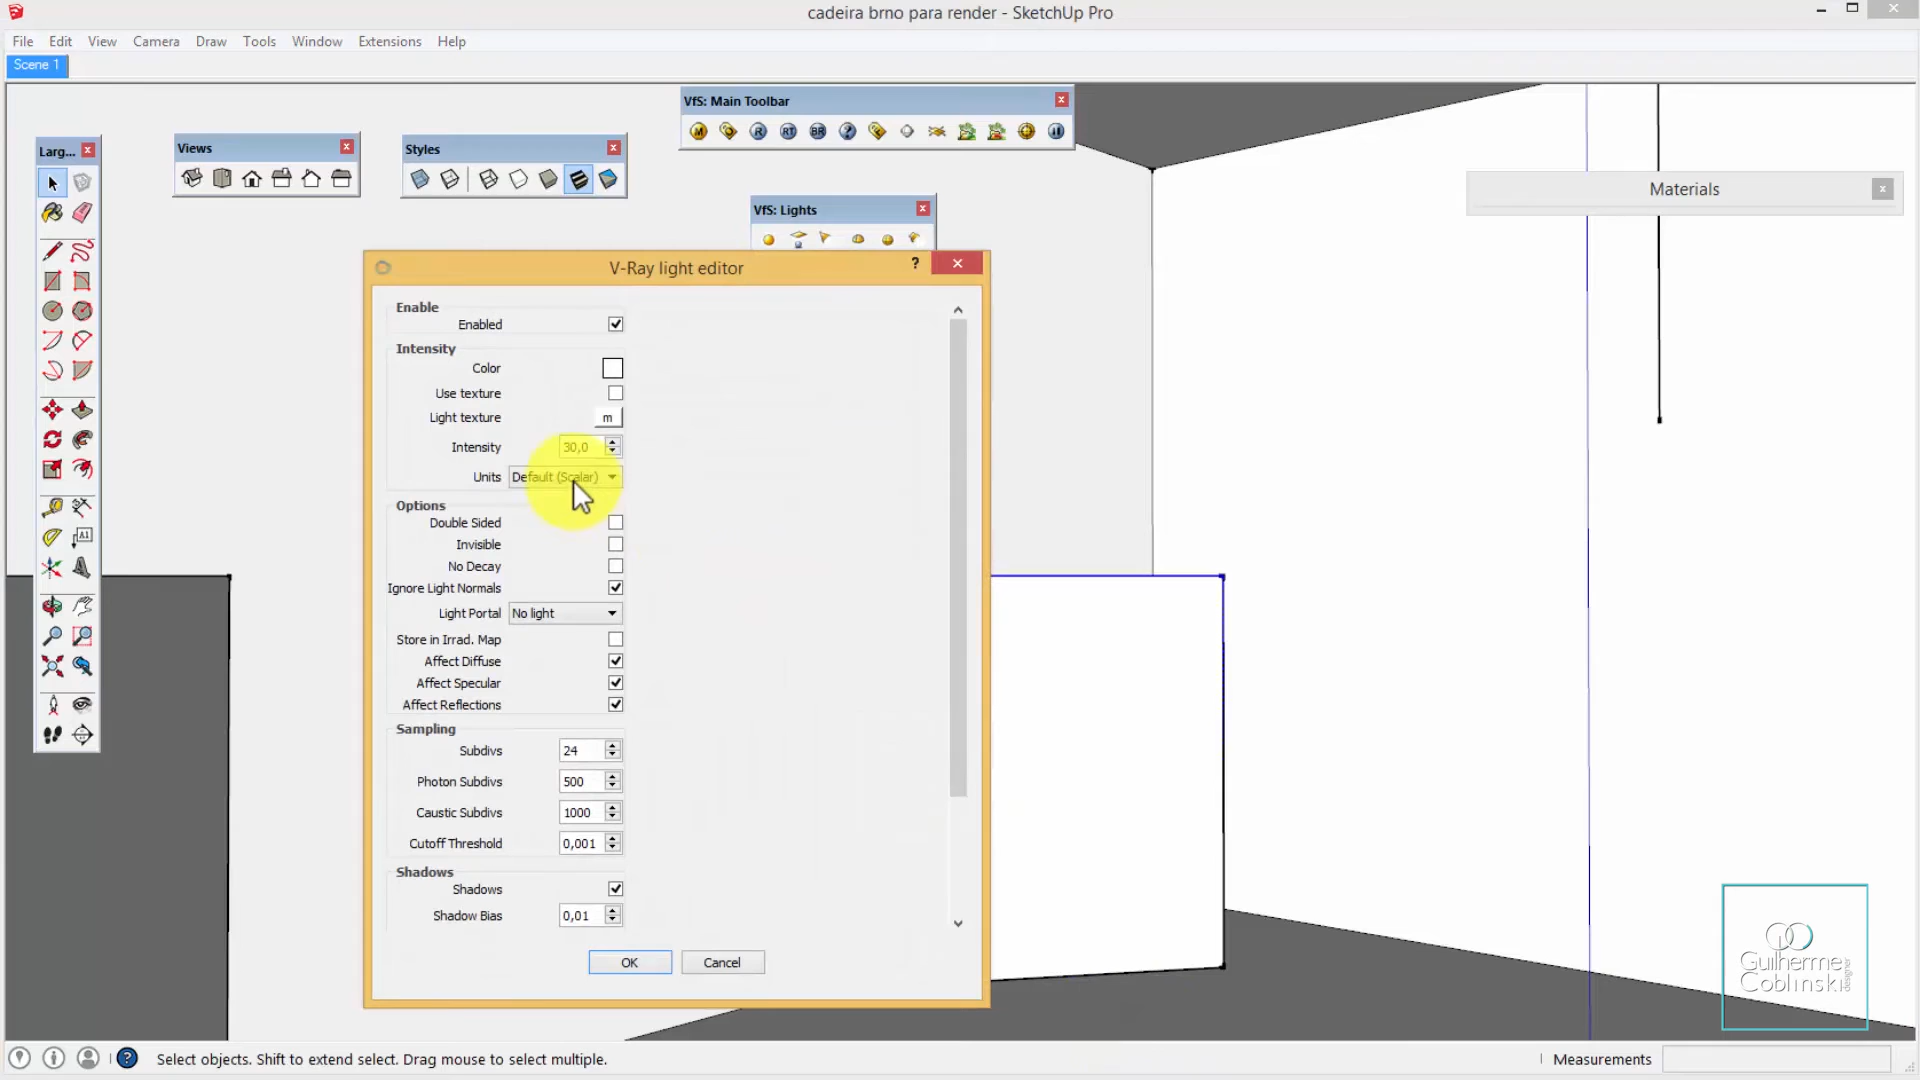 cadeira brno para render - SketchUp Pro
File Edit View Camera Draw Tools Window Extensions Help
Scene 1
VfS: Main Toolbar
M R RT BR
Larg...
Views
Styles
Materials
VfS: Lights
V-Ray light editor
Enable
Enabled
Intensity
Color
Use texture
Light texture m
Intensity 30,0
Units Default (Scalar)
Options
Double Sided
Invisible
No Decay
Ignore Light Normals
Light Portal No light
Store in Irrad. Map
Affect Diffuse
Affect Specular
Affect Reflections
Sampling
Subdivs 24
Photon Subdivs 500
Caustic Subdivs 1000
Cutoff Threshold 0,001
Shadows
Shadows
Shadow Bias 0,01
OK Cancel
A1
Guilherme
Coblinski
designer
Select objects. Shift to extend select. Drag mouse to select multiple.
Measurements